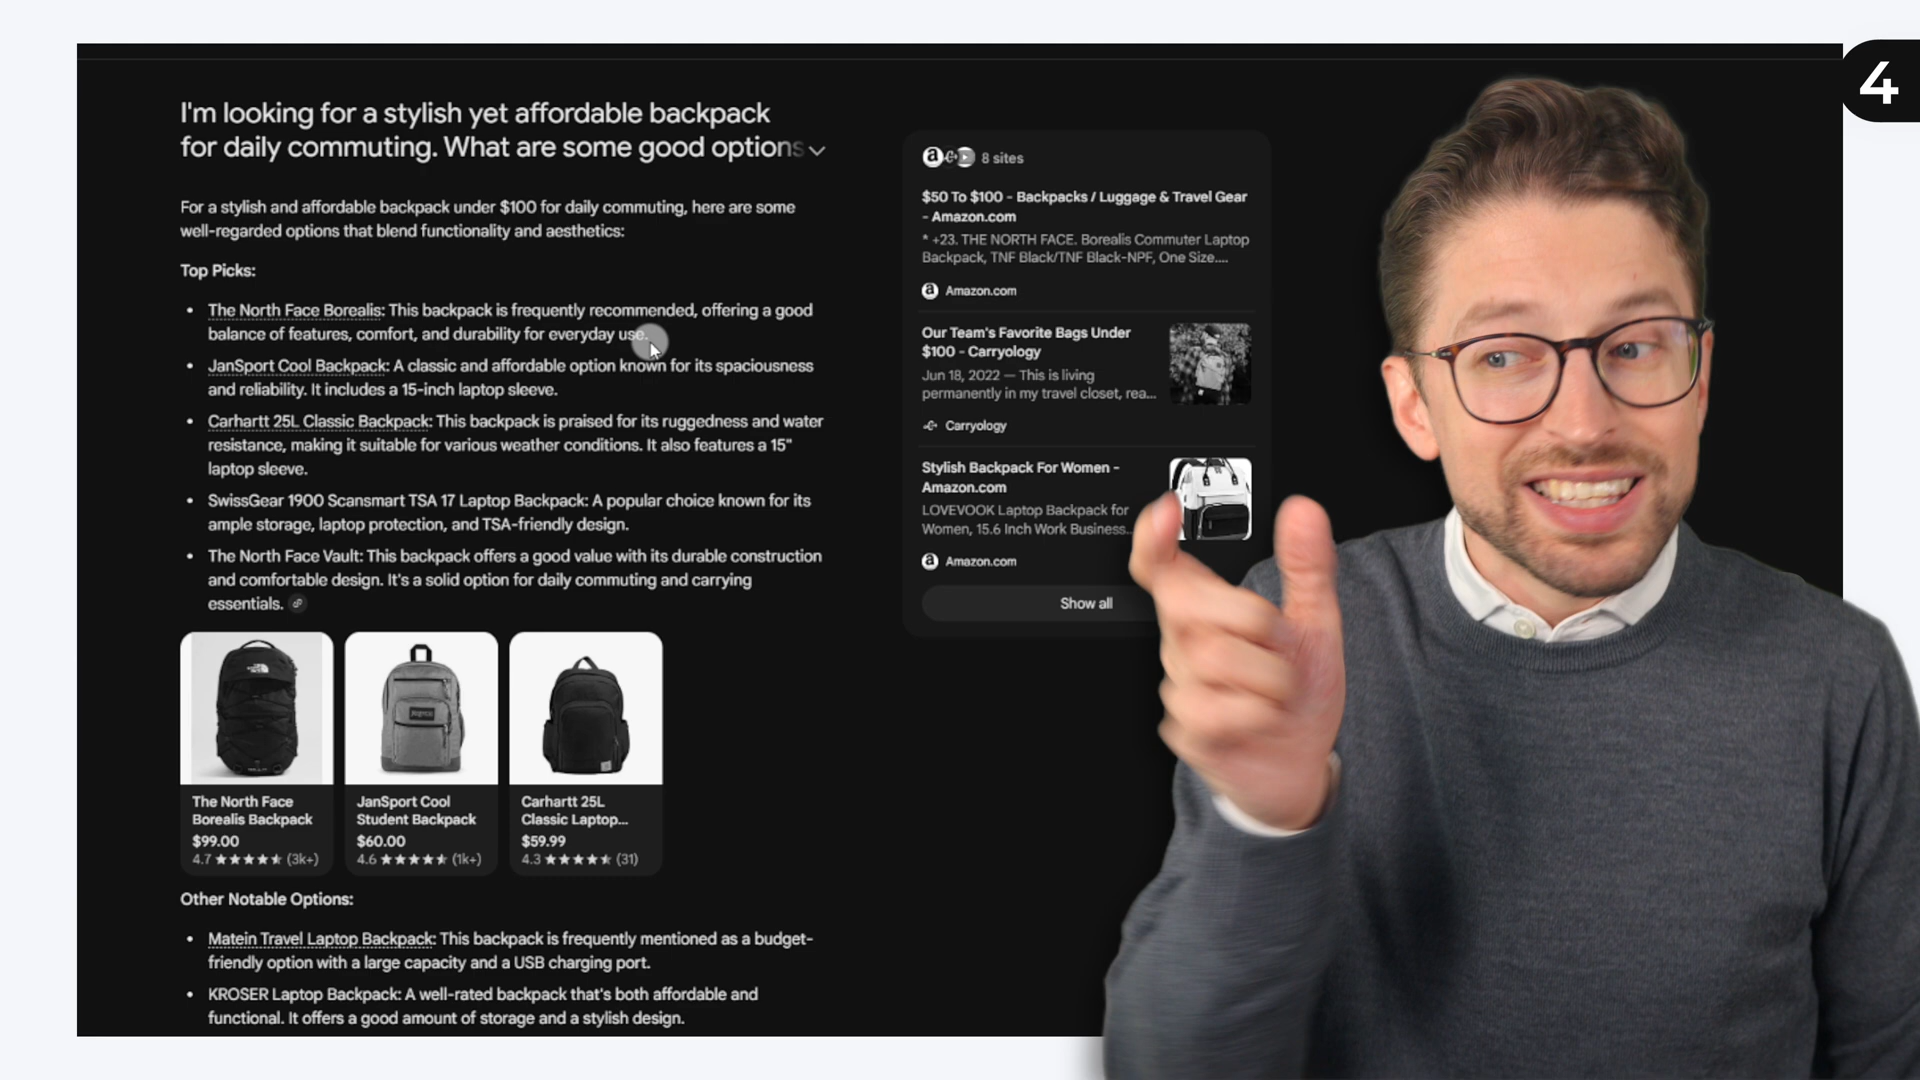 4
I'm looking for a stylish yet affordable backpack
for daily commuting. What are some good options
For a stylish and affordable backpack under $100 for daily commuting, here are some
well-regarded options that blend functionality and aesthetics:
Top Picks:
• The North Face Borealis: This backpack is frequently recommended, offering a good
balance of features, comfort, and durability for everyday use.
• JanSport Cool Backpack: A classic and affordable option known for its spaciousness
and reliability. It includes a 15-inch laptop sleeve.
• Carhartt 25L Classic Backpack: This backpack is praised for its ruggedness and water
resistance, making it suitable for various weather conditions. It also features a 15"
laptop sleeve.
• SwissGear 1900 Scansmart TSA 17 Laptop Backpack: A popular choice known for its
ample storage, laptop protection, and TSA-friendly design.
• The North Face Vault: This backpack offers a good value with its durable construction
and comfortable design. It's a solid option for daily commuting and carrying
essentials.
The North Face
Borealis Backpack
$99.00
4.7 ★★★★★ (3k+)
JanSport Cool
Student Backpack
$60.00
4.6 ★★★★★ (1k+)
Carhartt 25L
Classic Laptop...
$59.99
4.3 ★★★★★ (31)
Other Notable Options:
• Matein Travel Laptop Backpack: This backpack is frequently mentioned as a budget-
friendly option with a large capacity and a USB charging port.
• KROSER Laptop Backpack: A well-rated backpack that's both affordable and
functional. It offers a good amount of storage and a stylish design.
8 sites
$50 To $100 - Backpacks / Luggage & Travel Gear
- Amazon.com
* +23. THE NORTH FACE. Borealis Commuter Laptop
Backpack, TNF Black/TNF Black-NPF, One Size....
Amazon.com
Our Team's Favorite Bags Under
$100 - Carryology
Jun 18, 2022 — This is living
permanently in my travel closet, rea...
Carryology
Stylish Backpack For Women -
Amazon.com
LOVEVOOK Laptop Backpack for
Women, 15.6 Inch Work Business...
Amazon.com
Show all